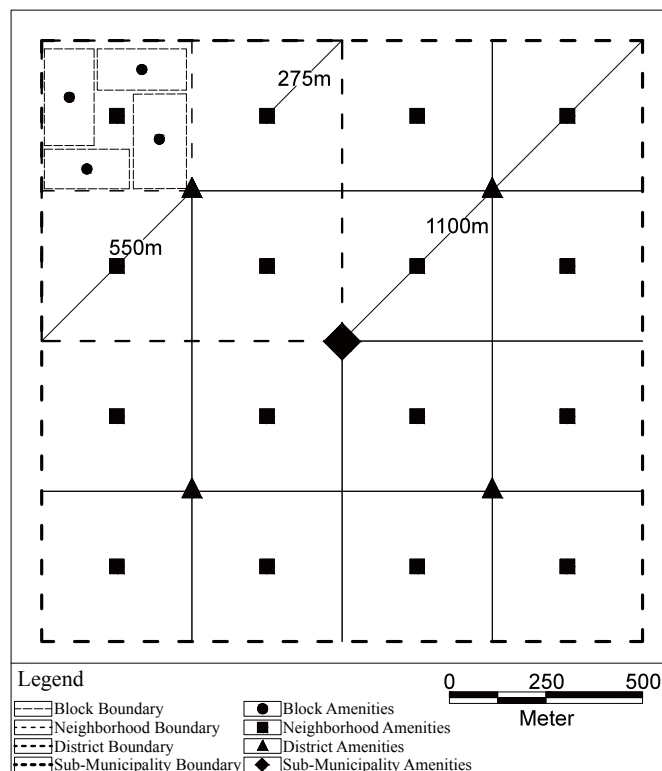 275m
1100m
550m
Legend
Block Boundary
Block Amenities
Neighborhood Boundary
Neighborhood Amenities
District Boundary
District Amenities
Sub-Municipality Boundary
Sub-Municipality Amenities
0 250 500
Meter